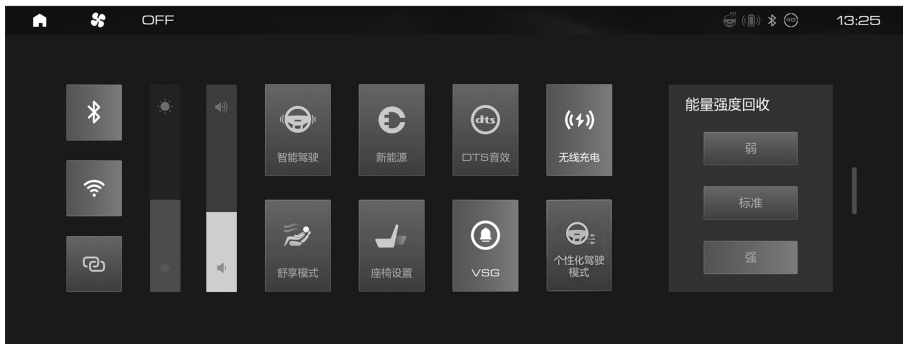 OFF
4G
13:25
智能驾驶
新能源
dts
DTS音效
无线充电
舒享模式
座椅设置
VSG
个性化驾驶
模式
能量强度回收
弱
标准
强